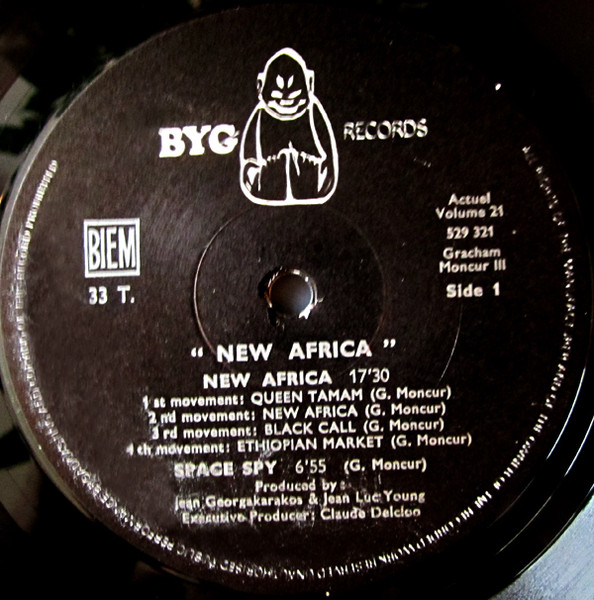 BYG RECORDS
BIEM
33 T.
Actuel
Volume 21
529 321
Gracham
Moncur III
Side 1
“ NEW AFRICA ”
NEW AFRICA 17'30
1 st movement: QUEEN TAMAM (G. Moncur)
2 nd movement: NEW AFRICA (G. Moncur)
3 rd movement: BLACK CALL (G. Moncur)
4 th movement: ETHIOPIAN MARKET (G. Moncur)
SPACE SPY 6'55 (G. Moncur)
Produced by:
Jean Georgakarakos & Jean Luc Young
Executive Producer: Claude Delcloo